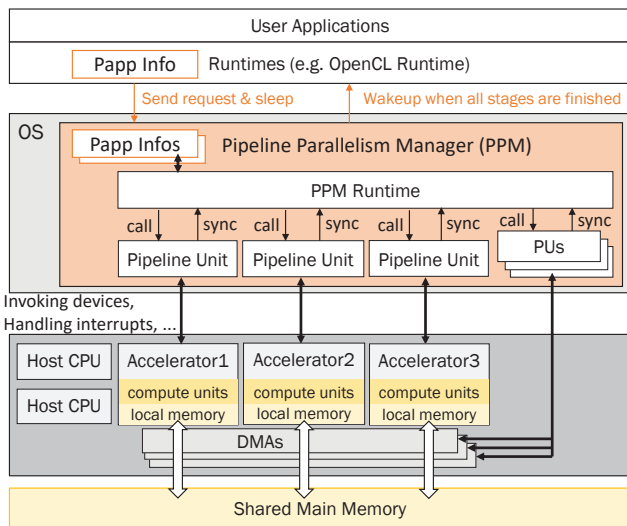 User Applications
Papp Info
Runtimes (e.g. OpenCL Runtime)
Send request & sleep
Wakeup when all stages are finished
OS
Papp Infos
Pipeline Parallelism Manager (PPM)
PPM Runtime
call
sync
call
sync
call
sync
call
sync
Pipeline Unit
Pipeline Unit
Pipeline Unit
PUs
Invoking devices,
Handling interrupts, ...
Host CPU
Accelerator1
Accelerator2
Accelerator3
Host CPU
compute units
compute units
compute units
local memory
local memory
local memory
DMAs
Shared Main Memory